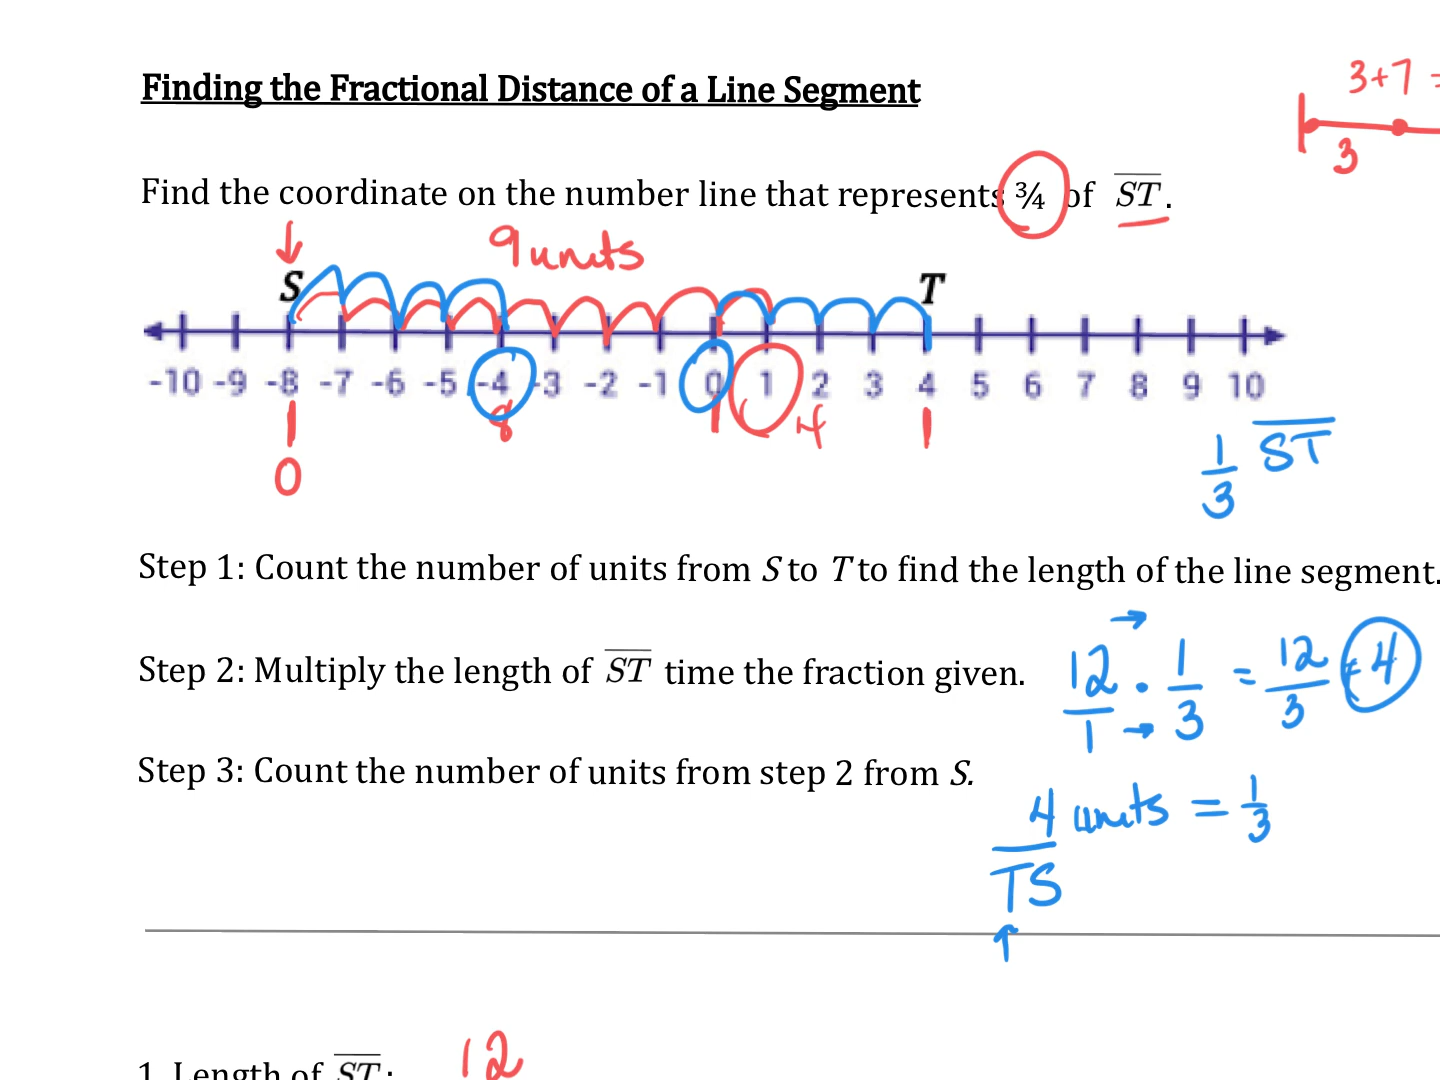 Finding the Fractional Distance of a Line Segment
3+7 =
3
Find the coordinate on the number line that represents ¾ of ST.
9 units
S T
-10 -9 -8 -7 -6 -5 -4 -3 -2 -1 0 1 2 3 4 5 6 7 8 9 10
8 4
0
1/3 ST
Step 1: Count the number of units from S to T to find the length of the line segment.
Step 2: Multiply the length of ST time the fraction given.
12/1 · 1/3 = 12/3 = 4
Step 3: Count the number of units from step 2 from S.
4 units = 1/3
TS
1. Length of ST: 12